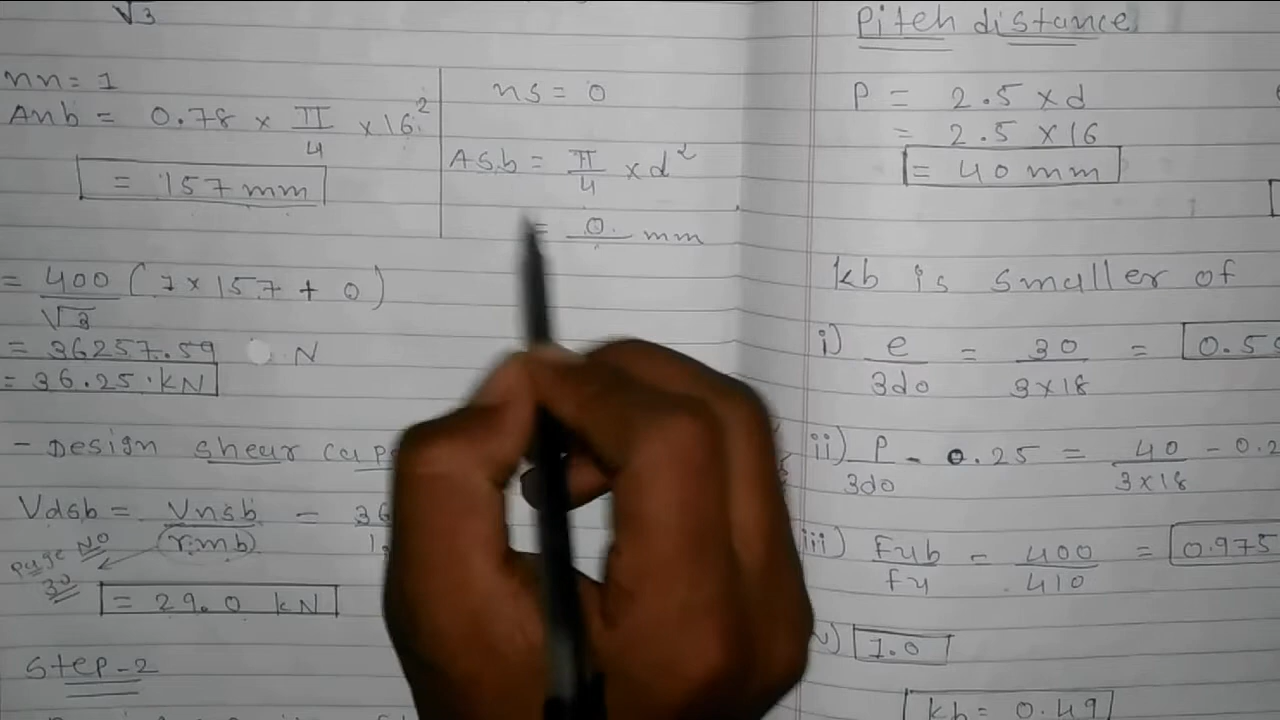 √3
nn = 1
Anb = 0.78 × π/4 × 16²
= 157 mm
ns = 0
Asb = π/4 × d²
= 0 mm
= 400/√3 (1 × 157 + 0)
= 36257.59 N
= 36.25 kN
- Design shear cap
Vdsb = Vnsb/(rmb) = 36
Page NO 30
= 29.0 kN
Step-2
Pitch distance
P = 2.5 × d
= 2.5 × 16
= 40 mm
kb is smaller of
i) e/3do = 30/3×18 = 0.5
ii) P/3do - 0.25 = 40/3×18 - 0.2
iii) Fub/fu = 400/410 = 0.975
1.0
kb = 0.49